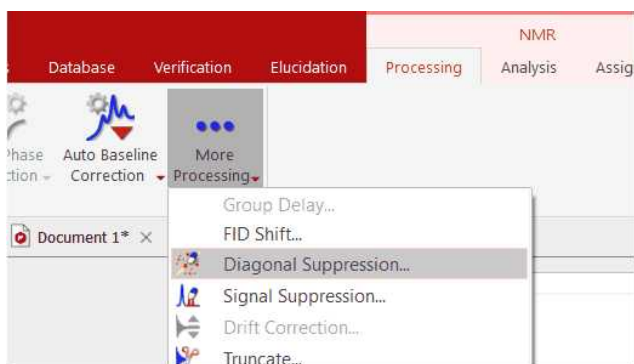 NMR
Database Verification Elucidation Processing Analysis
Phase Auto Baseline More
Correction Processing
Document 1*
Group Delay...
FID Shift...
Diagonal Suppression...
Signal Suppression...
Drift Correction...
Truncate...